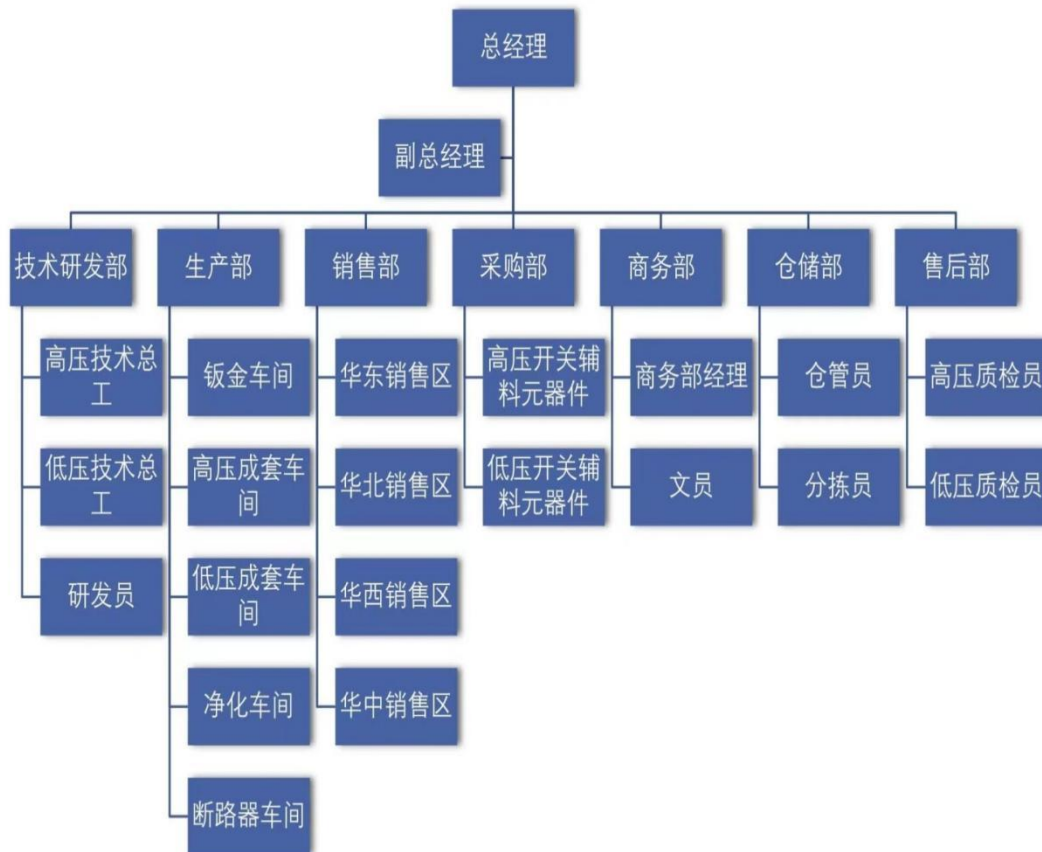 总经理
副总经理
技术研发部
生产部
销售部
采购部
商务部
仓储部
售后部
高压技术总
工
钣金车间
华东销售区
高压开关辅
料元器件
商务部经理
仓管员
高压质检员
低压技术总
工
高压成套车
间
华北销售区
低压开关辅
料元器件
文员
分拣员
低压质检员
研发员
低压成套车
间
华西销售区
净化车间
华中销售区
断路器车间